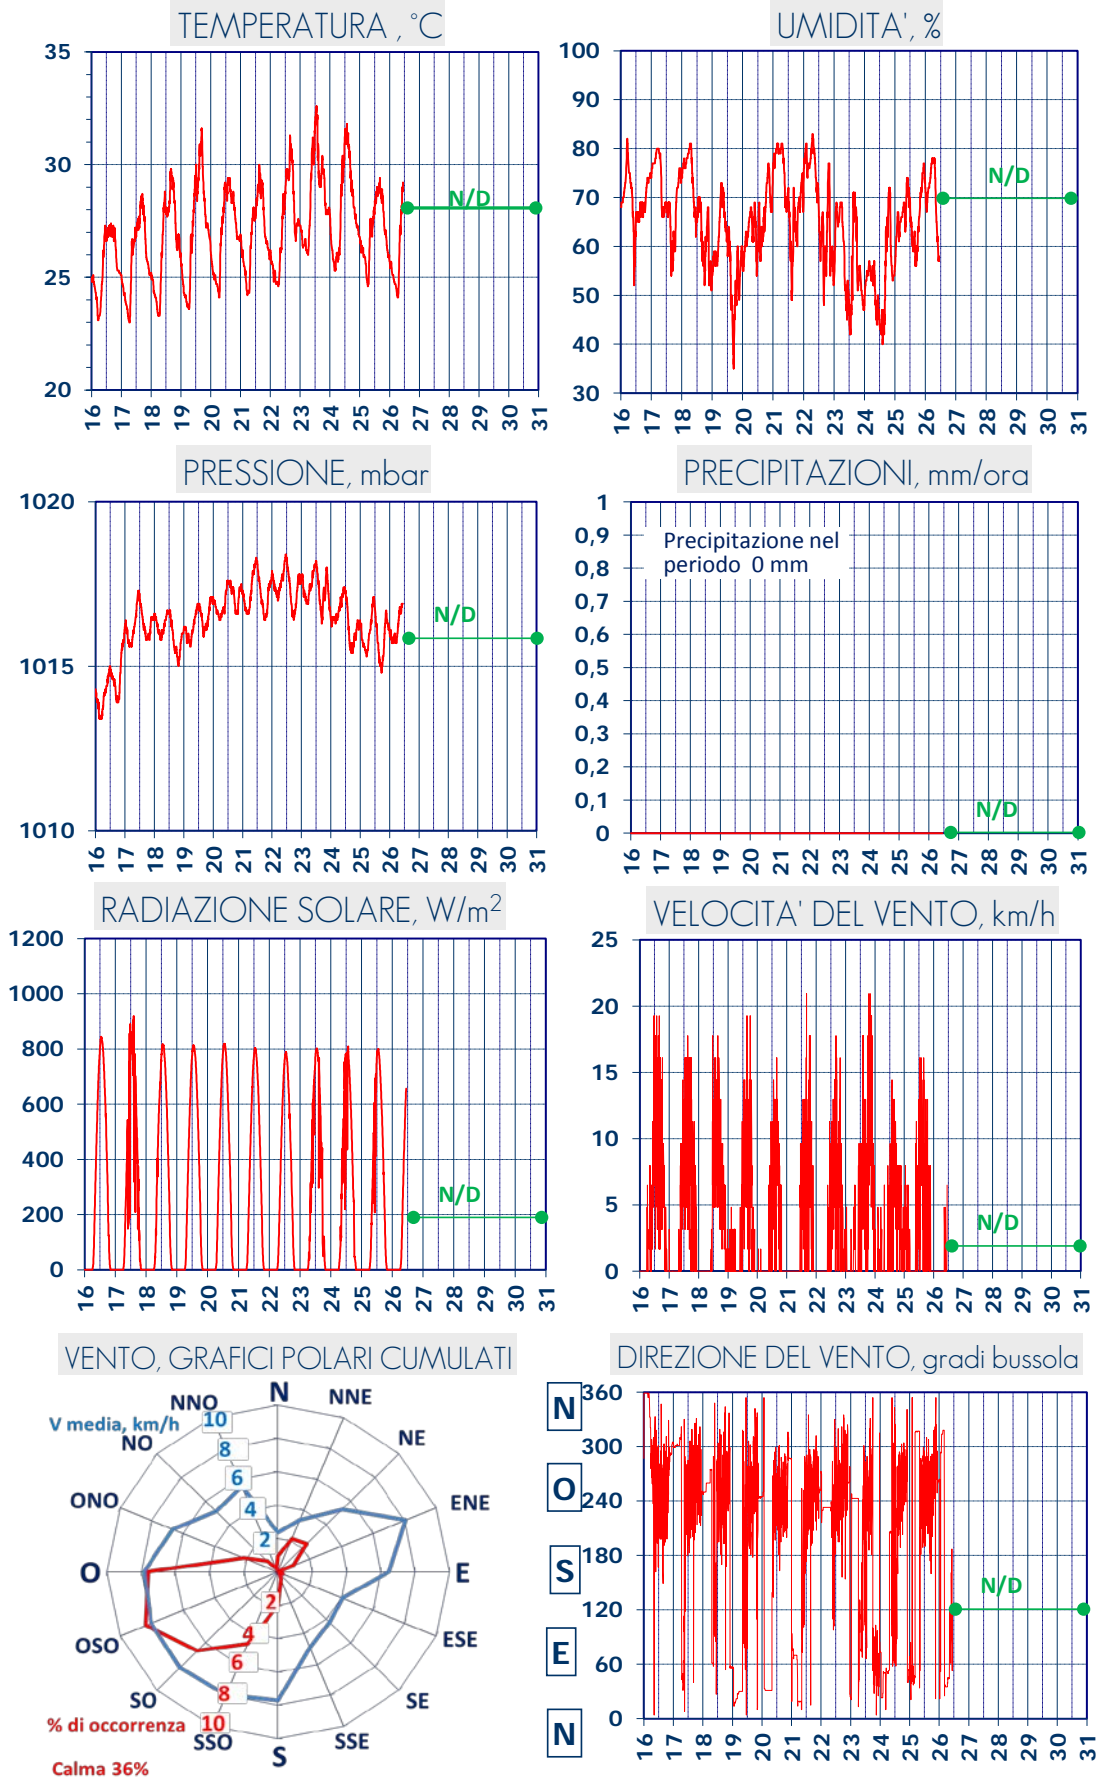 TEMPERATURA , °C
35
30
25
20
N/D
16 17 18 19 20 21 22 23 24 25 26 27 28 29 30 31
UMIDITA', %
100
90
80
70
60
50
40
30
N/D
16 17 18 19 20 21 22 23 24 25 26 27 28 29 30 31
PRESSIONE, mbar
1020
1015
1010
N/D
16 17 18 19 20 21 22 23 24 25 26 27 28 29 30 31
PRECIPITAZIONI, mm/ora
1
0,9
0,8
0,7
0,6
0,5
0,4
0,3
0,2
0,1
0
Precipitazione nel
periodo 0 mm
N/D
16 17 18 19 20 21 22 23 24 25 26 27 28 29 30 31
RADIAZIONE SOLARE, W/m²
1200
1000
800
600
400
200
0
N/D
16 17 18 19 20 21 22 23 24 25 26 27 28 29 30 31
VELOCITA' DEL VENTO, km/h
25
20
15
10
5
0
N/D
16 17 18 19 20 21 22 23 24 25 26 27 28 29 30 31
VENTO, GRAFICI POLARI CUMULATI
V media, km/h
N
NNE
NE
ENE
E
ESE
SE
SSE
S
SSO
SO
OSO
O
ONO
NO
NNO
10
8
6
4
2
2
4
6
8
10
% di occorrenza
Calma 36%
DIREZIONE DEL VENTO, gradi bussola
N
O
S
E
N
360
300
240
180
120
60
0
N/D
16 17 18 19 20 21 22 23 24 25 26 27 28 29 30 31